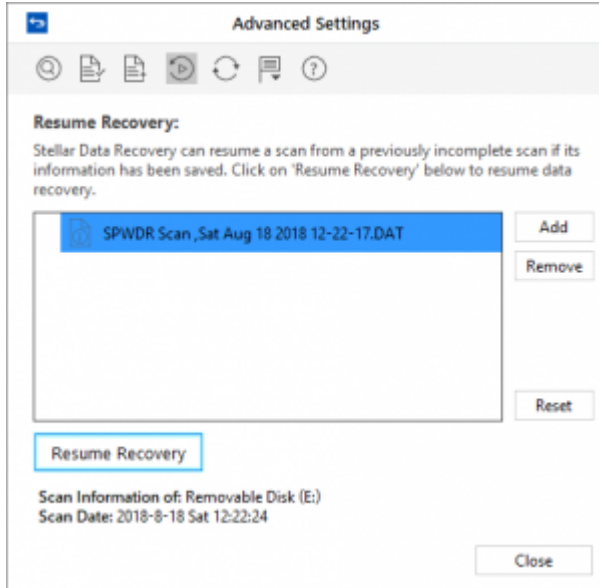 Advanced Settings
Resume Recovery:
Stellar Data Recovery can resume a scan from a previously incomplete scan if its
information has been saved. Click on 'Resume Recovery' below to resume data
recovery.
SPWDR Scan ,Sat Aug 18 2018 12-22-17.DAT
Add
Remove
Reset
Resume Recovery
Scan Information of: Removable Disk (E:)
Scan Date: 2018-8-18 Sat 12:22:24
Close